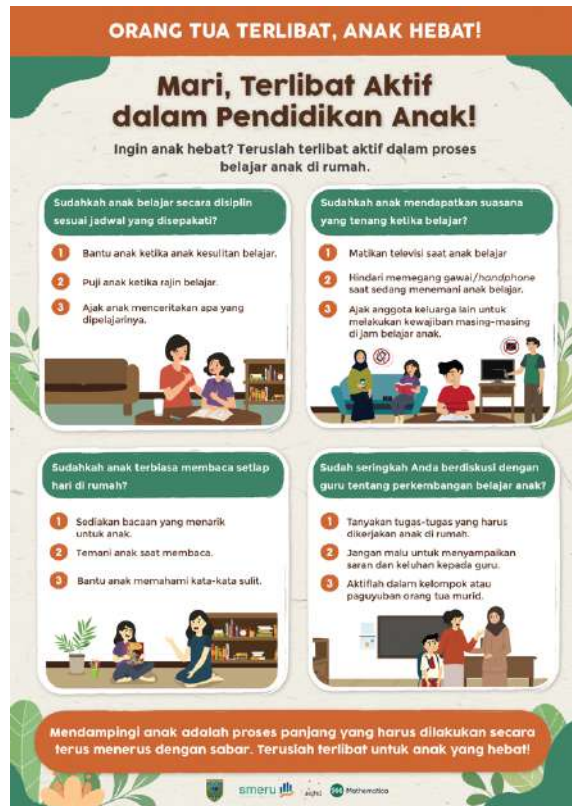 ORANG TUA TERLIBAT, ANAK HEBAT!
Mari, Terlibat Aktif
dalam Pendidikan Anak!
Ingin anak hebat? Teruslah terlibat aktif dalam proses
belajar anak di rumah.
Sudahkah anak belajar secara disiplin
sesuai jadwal yang disepakati?
1 Bantu anak ketika anak kesulitan belajar.
2 Puji anak ketika rajin belajar.
3 Ajak anak menceritakan apa yang
dipelajarinya.
Sudahkah anak mendapatkan suasana
yang tenang ketika belajar?
1 Matikan televisi saat anak belajar
2 Hindari memegang gawai/handphone
saat sedang menemani anak belajar.
3 Ajak anggota keluarga lain untuk
melakukan kewajiban masing-masing
di jam belajar anak.
Sudahkah anak terbiasa membaca setiap
hari di rumah?
1 Sediakan bacaan yang menarik
untuk anak.
2 Temani anak saat membaca.
3 Bantu anak memahami kata-kata sulit.
Sudah seringkah Anda berdiskusi dengan
guru tentang perkembangan belajar anak?
1 Tanyakan tugas-tugas yang harus
dikerjakan anak di rumah.
2 Jangan malu untuk menyampaikan
saran dan keluhan kepada guru.
3 Aktiflah dalam kelompok atau
paguyuban orang tua murid.
Mendampingi anak adalah proses panjang yang harus dilakukan secara
terus menerus dengan sabar. Teruslah terlibat untuk anak yang hebat!
smeru
Mathematica